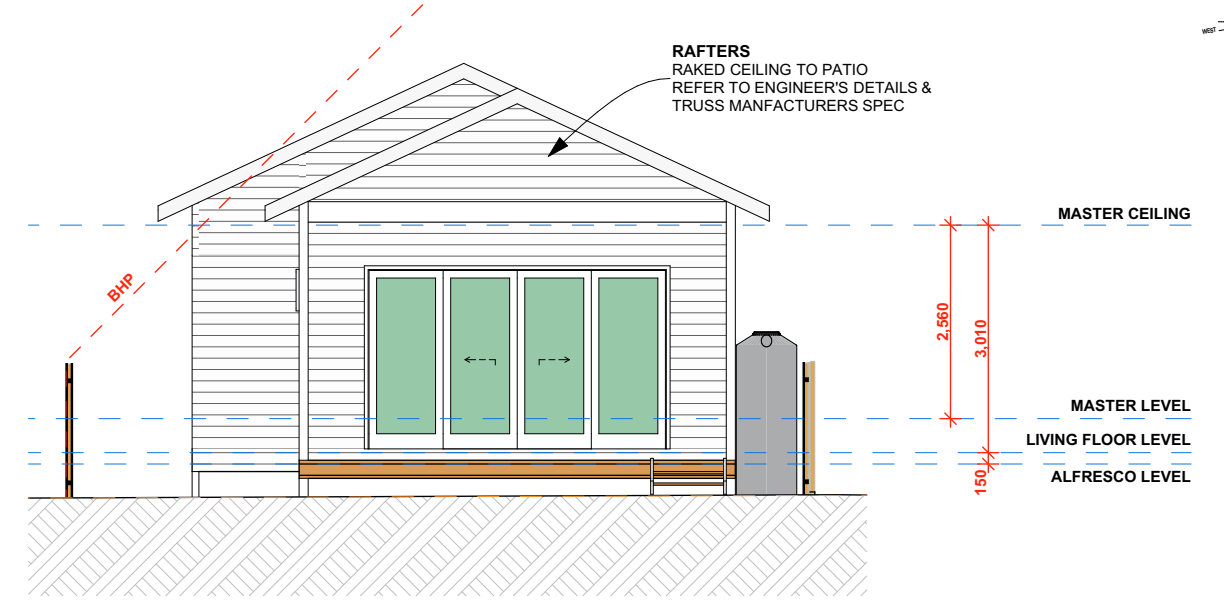 WEST
RAFTERS
RAKED CEILING TO PATIO
REFER TO ENGINEER'S DETAILS &
TRUSS MANFACTURERS SPEC
MASTER CEILING
BHP
2,560
3,010
MASTER LEVEL
LIVING FLOOR LEVEL
150
ALFRESCO LEVEL